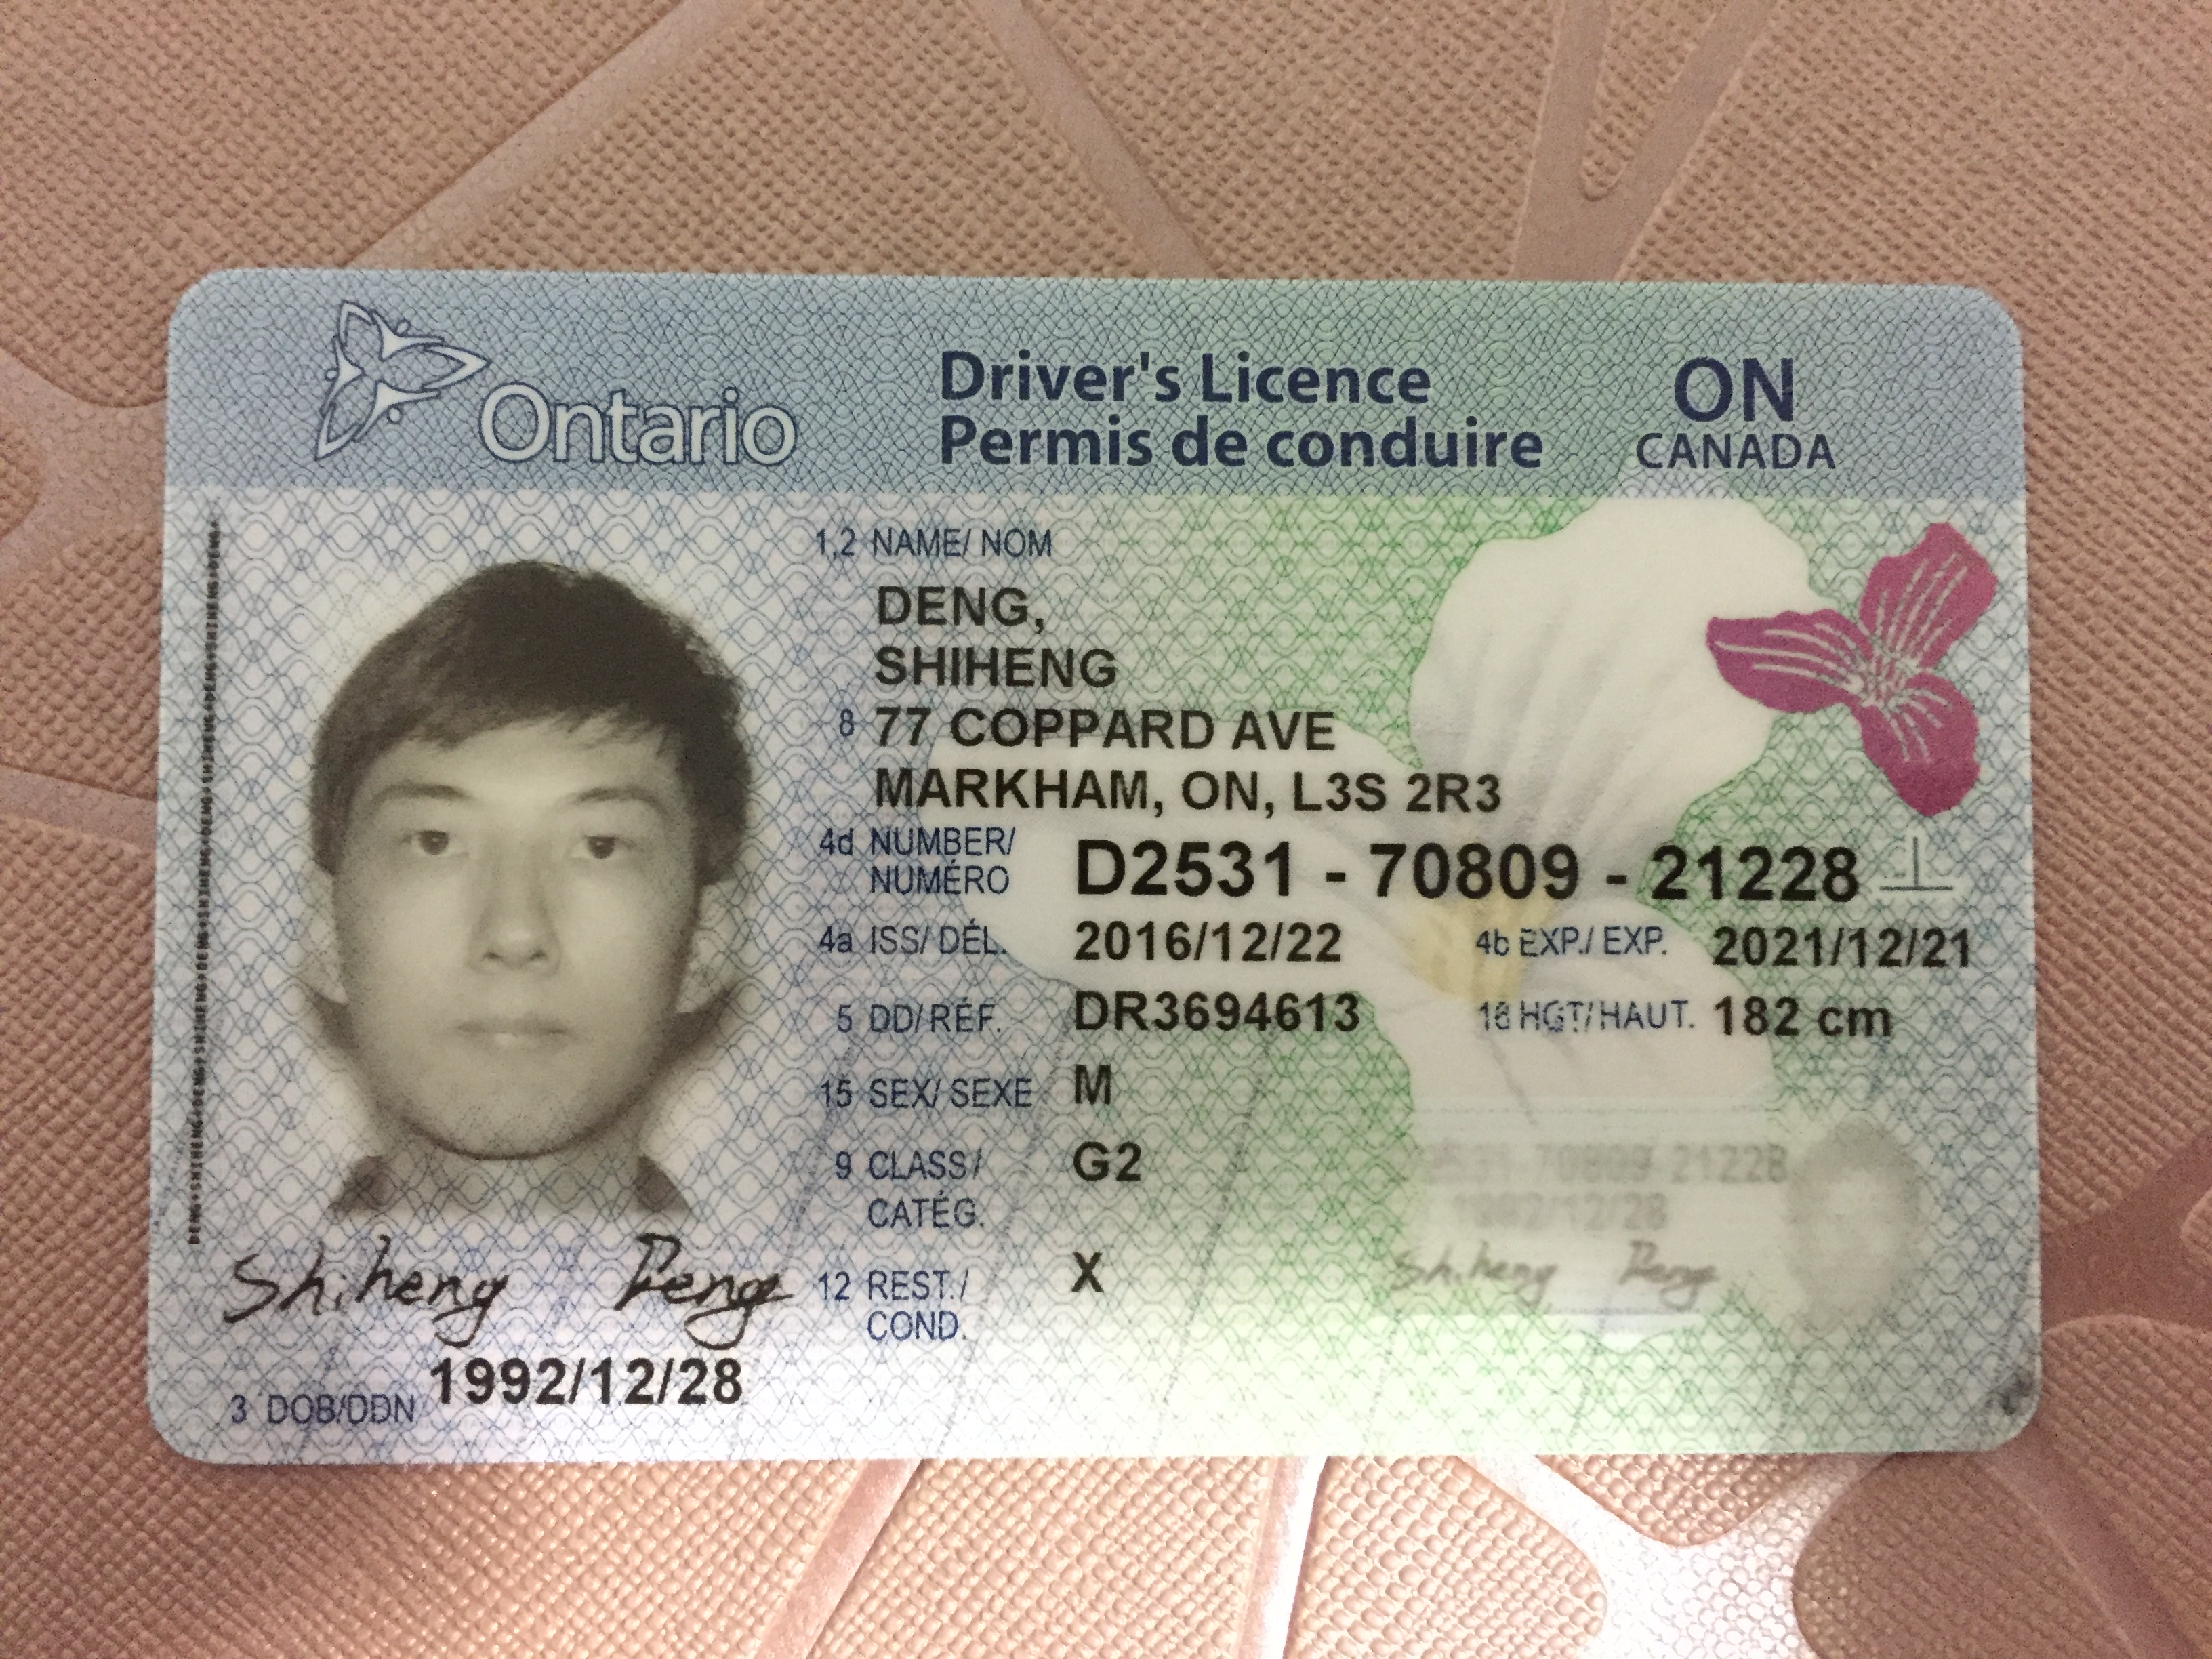 Ontario
Driver's Licence
Permis de conduire
ON
CANADA
1,2 NAME/ NOM
DENG,
SHIHENG
8 77 COPPARD AVE
MARKHAM, ON, L3S 2R3
4d NUMBER/ NUMÉRO D2531 - 70809 - 21228
4a ISS/ DÉL. 2016/12/22 4b EXP./ EXP. 2021/12/21
5 DD/ RÉF. DR3694613 16 HGT/HAUT. 182 cm
15 SEX/ SEXE M
9 CLASS/ CATÉG. G2
12 REST./ COND. X
Shiheng Deng
3 DOB/DDN 1992/12/28
70809 21228
1992/12/28
Shiheng Deng